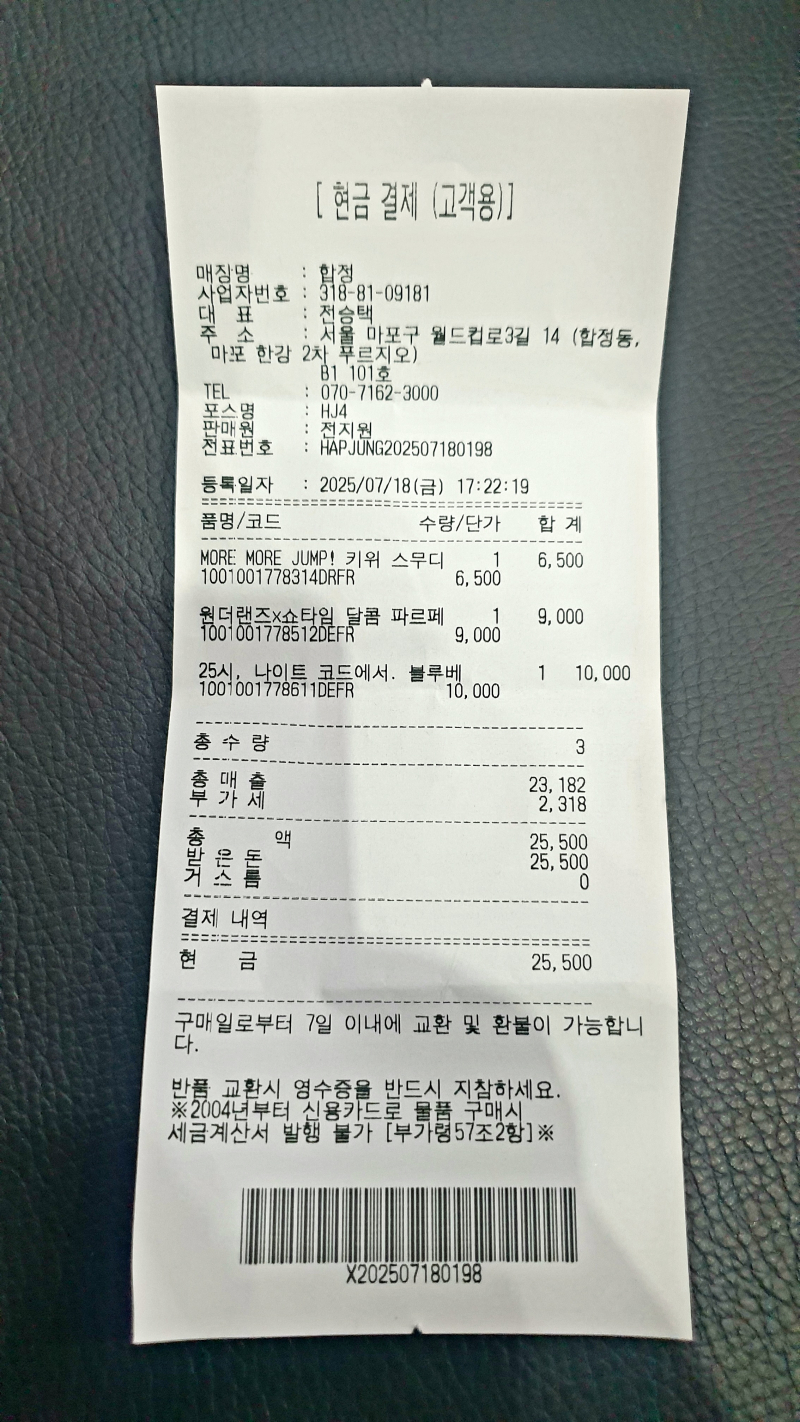 [ 현금 결제 (고객용)]
매장명 : 합정
사업자번호 : 318-81-09181
대 표 : 전승택
주 소 : 서울 마포구 월드컵로3길 14 (합정동,
마포 한강 2차 푸르지오)
B1 101호
TEL : 070-7162-3000
포스명 : HJ4
판매원 : 전지원
전표번호 : HAPJUNG202507180198
등록일자 : 2025/07/18(금) 17:22:19
품명/코드 수량/단가 합 계
MORE MORE JUMP! 키위 스무디 1 6,500
1001001778314DRFR 6,500
원더랜즈x쇼타임 달콤 파르페 1 9,000
1001001778512DEFR 9,000
25시, 나이트 코드에서. 블루베 1 10,000
1001001778611DEFR 10,000
총 수 량 3
총 매 출 23,182
부 가 세 2,318
총 액 25,500
받 은 돈 25,500
거 스 름 0
결제 내역
현 금 25,500
구매일로부터 7일 이내에 교환 및 환불이 가능합니
다.
반품 교환시 영수증을 반드시 지참하세요.
※2004년부터 신용카드로 물품 구매시
세금계산서 발행 불가 [부가령57조2항]※
X202507180198